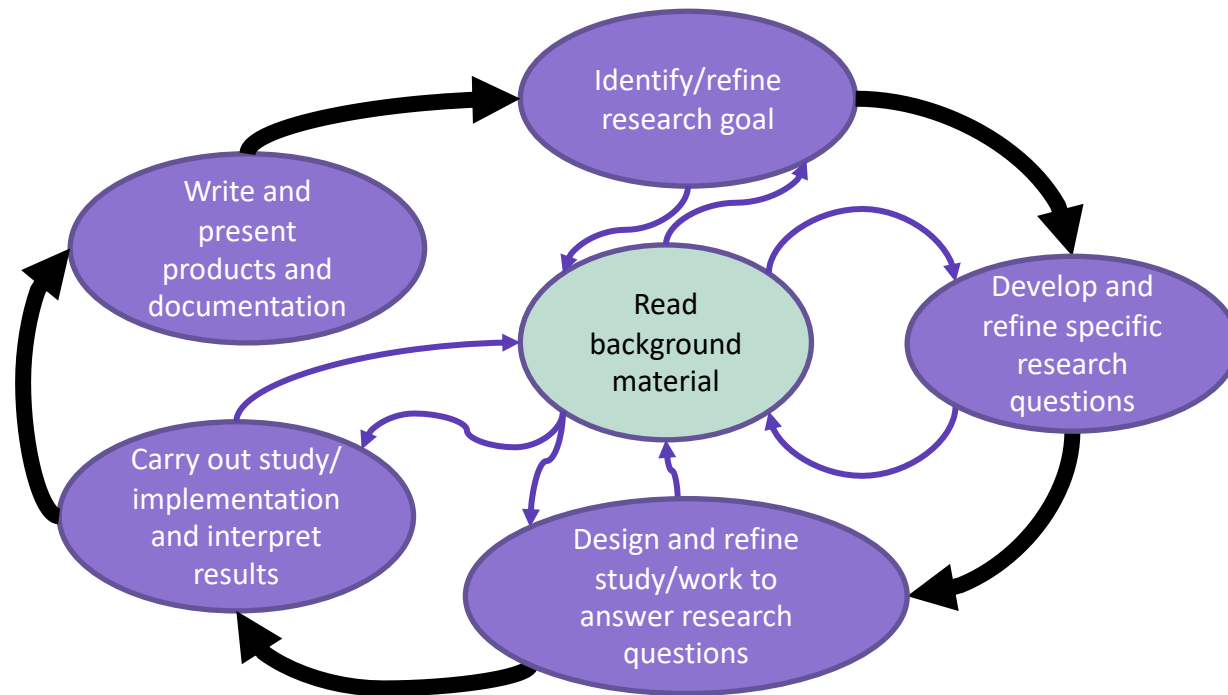 Identify/refine
research goal
Write and
present
products and
documentation
Read
background
material
Develop and
refine specific
research
questions
Carry out study/
implementation
and interpret
results
Design and refine
study/work to
answer research
questions